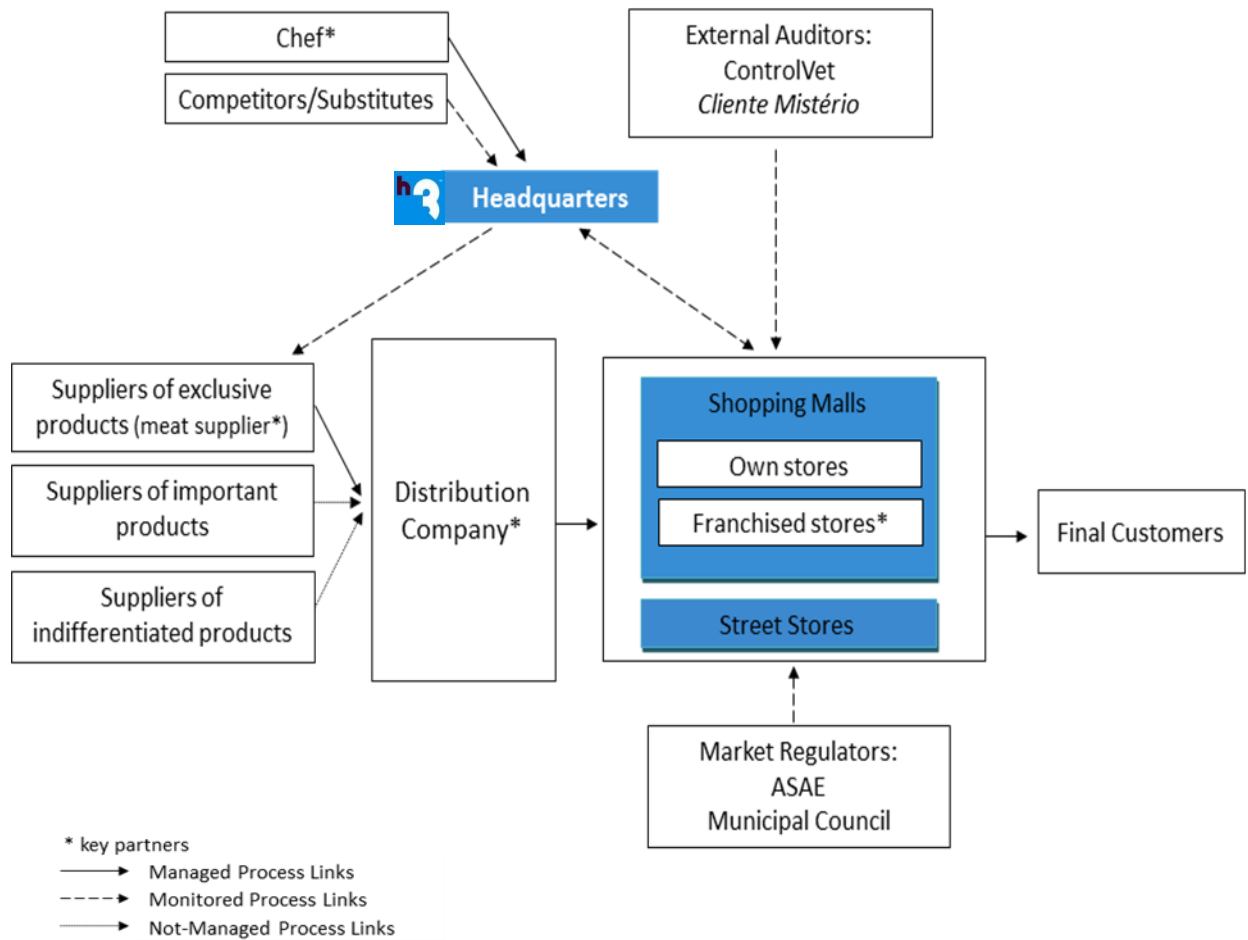 Chef*
Competitors/Substitutes
External Auditors:
ControlVet
Cliente Mistério
h3
Headquarters
Suppliers of exclusive
products (meat supplier*)
Suppliers of important
products
Suppliers of
indifferentiated products
Distribution
Company*
Shopping Malls
Own stores
Franchised stores*
Street Stores
Final Customers
Market Regulators:
ASAE
Municipal Council
* key partners
Managed Process Links
Monitored Process Links
Not-Managed Process Links